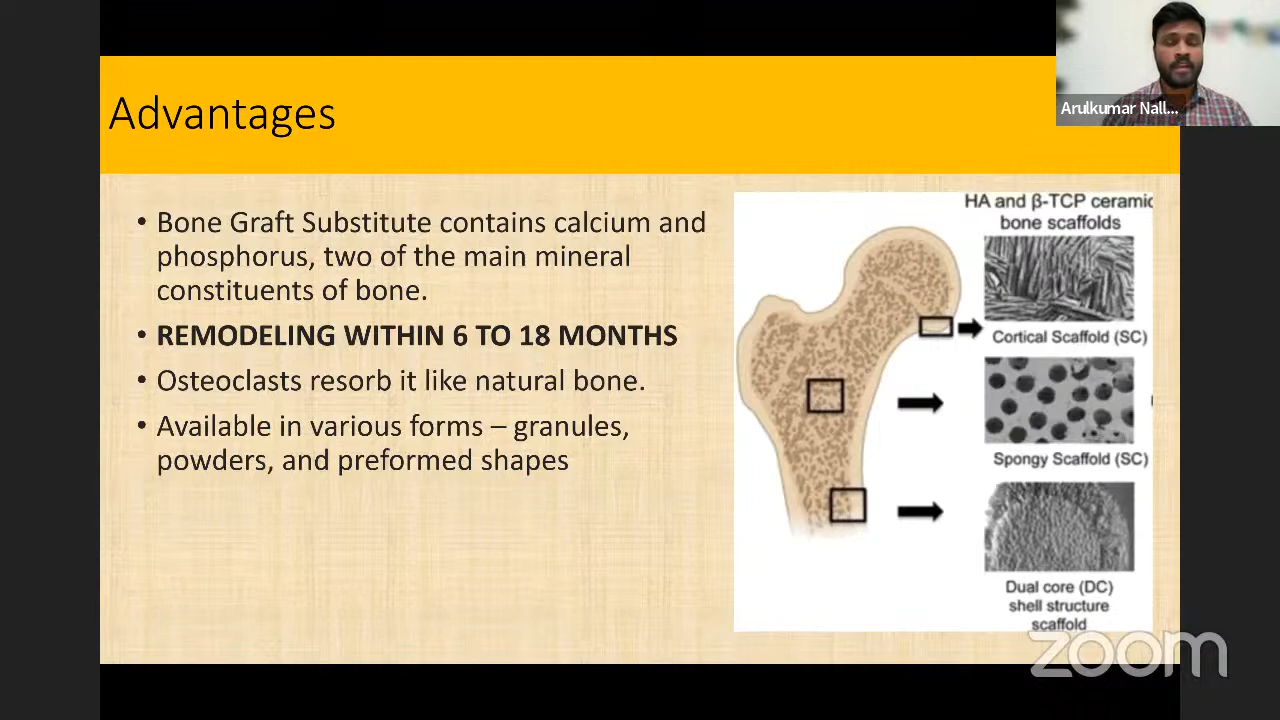 Advantages
Arulkumar Nall...
• Bone Graft Substitute contains calcium and
phosphorus, two of the main mineral
constituents of bone.
• REMODELING WITHIN 6 TO 18 MONTHS
• Osteoclasts resorb it like natural bone.
• Available in various forms – granules,
powders, and preformed shapes
HA and β-TCP ceramic
bone scaffolds
Cortical Scaffold (SC)
Spongy Scaffold (SC)
Dual core (DC)
shell structure
scaffold
zoom